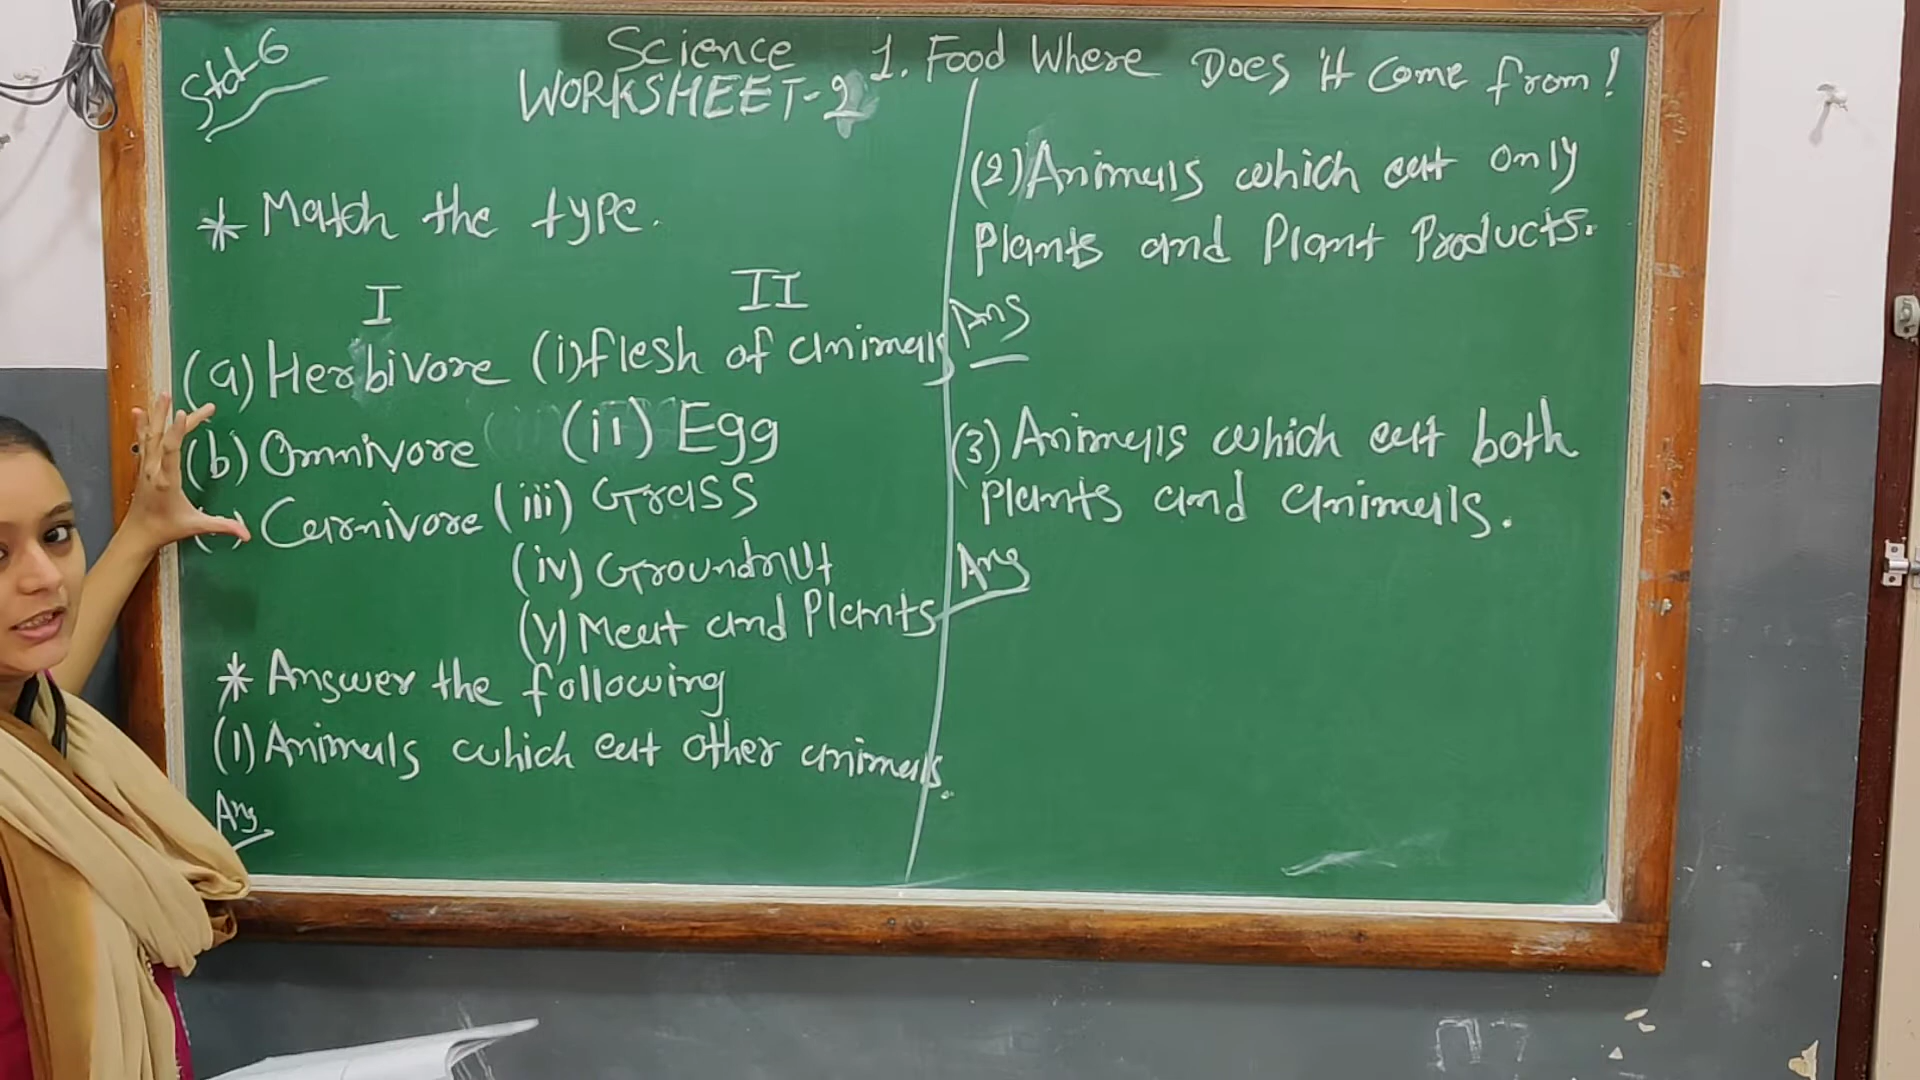 Std-6
Science 1. Food Where Does It Come from!
WORKSHEET-2
* Match the type.
I II
(a) Herbivore (i) flesh of animals
(b) Omnivore (ii) Egg
Carnivore (iii) Grass
(iv) Groundnut
(v) Meat and Plants
* Answer the following
(1) Animals which eat other animals.
Ans
(2) Animals which eat only
Plants and Plant Products.
Ans
(3) Animals which eat both
Plants and animals.
Ans